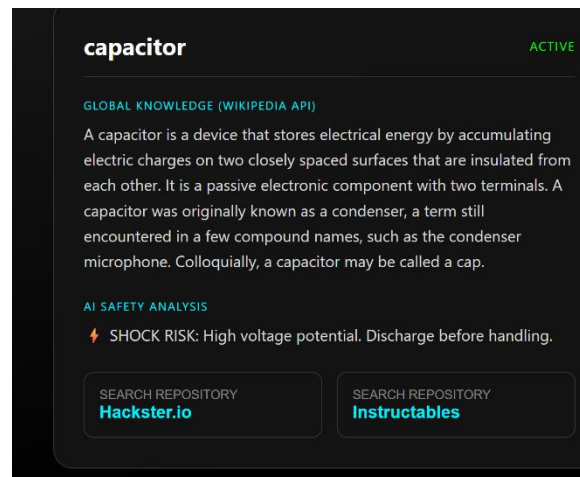 capacitor
ACTIVE
GLOBAL KNOWLEDGE (WIKIPEDIA API)
A capacitor is a device that stores electrical energy by accumulating
electric charges on two closely spaced surfaces that are insulated from
each other. It is a passive electronic component with two terminals. A
capacitor was originally known as a condenser, a term still
encountered in a few compound names, such as the condenser
microphone. Colloquially, a capacitor may be called a cap.
AI SAFETY ANALYSIS
SHOCK RISK: High voltage potential. Discharge before handling.
SEARCH REPOSITORY
Hackster.io
SEARCH REPOSITORY
Instructables